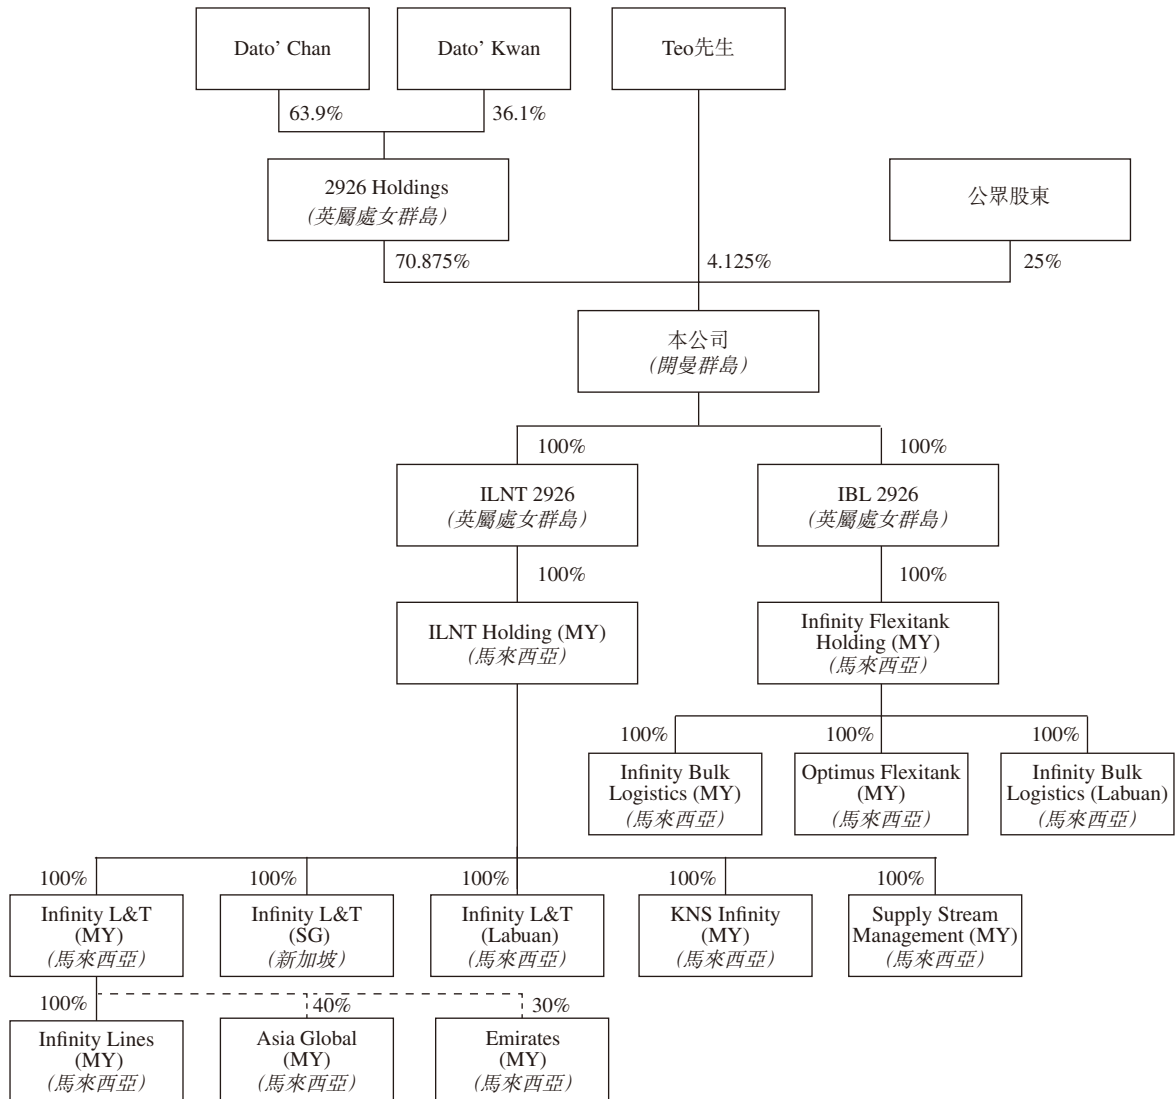 Dato’ Chan
Dato’ Kwan
Teo先生
63.9%
36.1%
2926 Holdings
(英屬處女群島)
公眾股東
70.875%
4.125%
25%
本公司
(開曼群島)
100%
100%
ILNT 2926
(英屬處女群島)
IBL 2926
(英屬處女群島)
100%
100%
ILNT Holding (MY)
(馬來西亞)
Infinity Flexitank
Holding (MY)
(馬來西亞)
100%
100%
100%
Infinity Bulk
Logistics (MY)
(馬來西亞)
Optimus Flexitank
(MY)
(馬來西亞)
Infinity Bulk
Logistics (Labuan)
(馬來西亞)
100%
100%
100%
100%
100%
Infinity L&T
(MY)
(馬來西亞)
Infinity L&T
(SG)
(新加坡)
Infinity L&T
(Labuan)
(馬來西亞)
KNS Infinity
(MY)
(馬來西亞)
Supply Stream
Management (MY)
(馬來西亞)
100%
40%
30%
Infinity Lines
(MY)
(馬來西亞)
Asia Global
(MY)
(馬來西亞)
Emirates
(MY)
(馬來西亞)